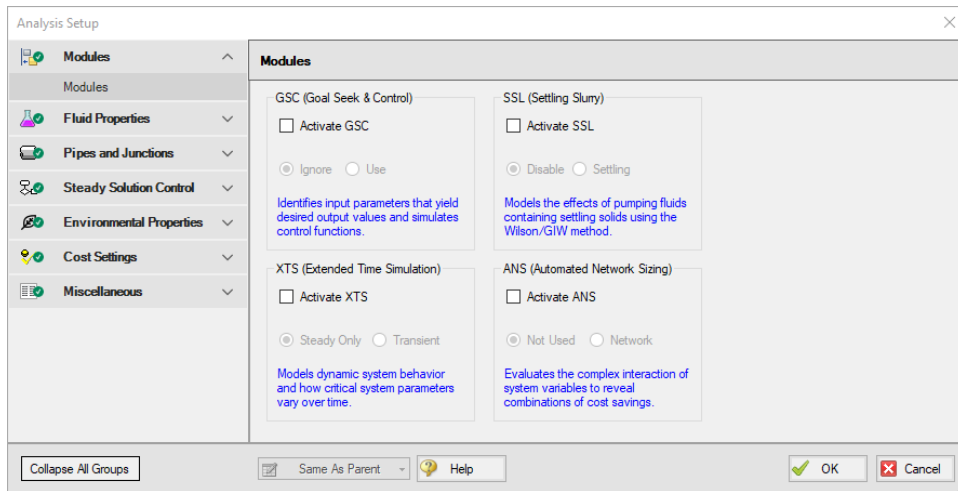 Analysis Setup
Modules
Modules
Fluid Properties
Pipes and Junctions
Steady Solution Control
Environmental Properties
Cost Settings
Miscellaneous
Modules
GSC (Goal Seek & Control)
Activate GSC
Ignore Use
Identifies input parameters that yield
desired output values and simulates
control functions.
SSL (Settling Slurry)
Activate SSL
Disable Settling
Models the effects of pumping fluids
containing settling solids using the
Wilson/GIW method.
XTS (Extended Time Simulation)
Activate XTS
Steady Only Transient
Models dynamic system behavior
and how critical system parameters
vary over time.
ANS (Automated Network Sizing)
Activate ANS
Not Used Network
Evaluates the complex interaction of
system variables to reveal
combinations of cost savings.
Collapse All Groups
Same As Parent
Help
OK
Cancel